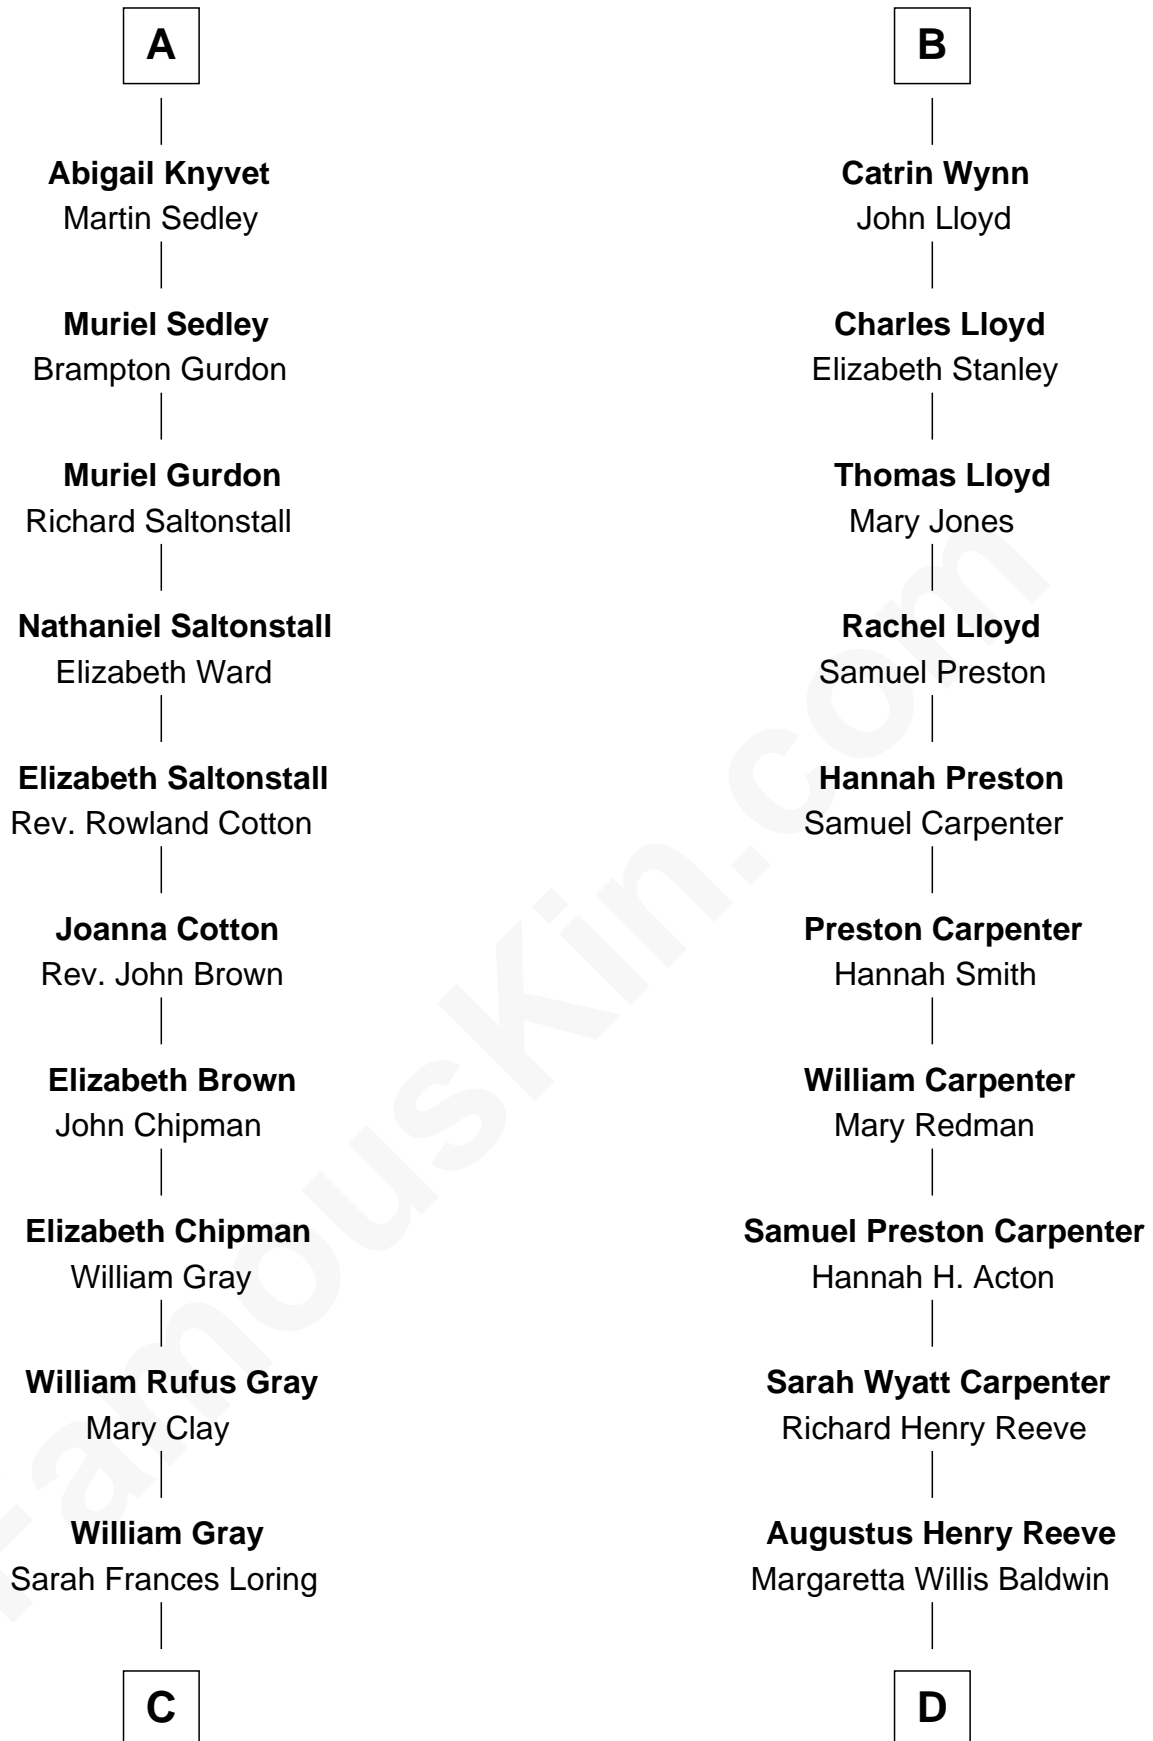 A
Abigail Knyvet
Martin Sedley
Muriel Sedley
Brampton Gurdon
Muriel Gurdon
Richard Saltonstall
Nathaniel Saltonstall
Elizabeth Ward
Elizabeth Saltonstall
Rev. Rowland Cotton
Joanna Cotton
Rev. John Brown
Elizabeth Brown
John Chipman
Elizabeth Chipman
William Gray
William Rufus Gray
Mary Clay
William Gray
Sarah Frances Loring
C
B
Catrin Wynn
John Lloyd
Charles Lloyd
Elizabeth Stanley
Thomas Lloyd
Mary Jones
Rachel Lloyd
Samuel Preston
Hannah Preston
Samuel Carpenter
Preston Carpenter
Hannah Smith
William Carpenter
Mary Redman
Samuel Preston Carpenter
Hannah H. Acton
Sarah Wyatt Carpenter
Richard Henry Reeve
Augustus Henry Reeve
Margaretta Willis Baldwin
D
FamousKin.com